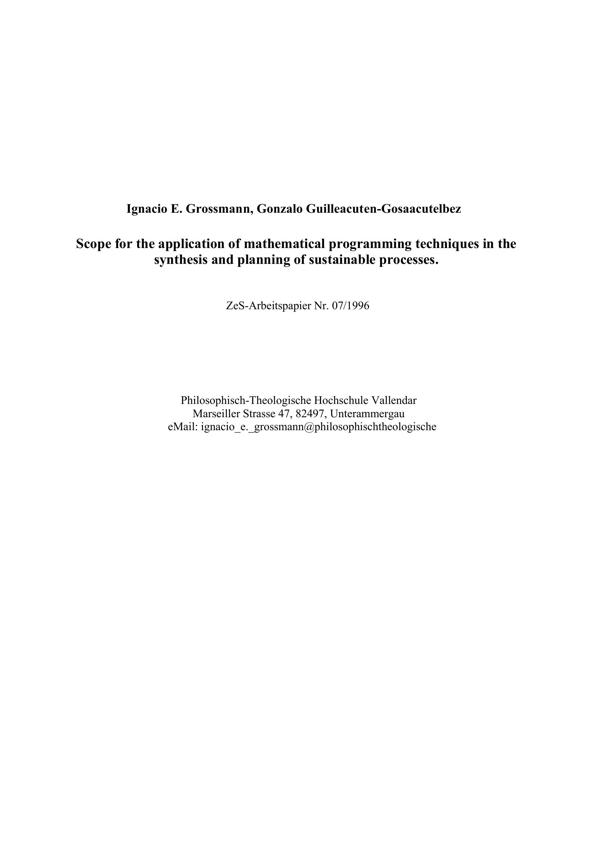 Ignacio E. Grossmann, Gonzalo Guilleacuten-Gosaacutelbez
Scope for the application of mathematical programming techniques in the
synthesis and planning of sustainable processes.
ZeS-Arbeitspapier Nr. 07/1996
Philosophisch-Theologische Hochschule Vallendar
Marseiller Strasse 47, 82497, Unterammergau
eMail: ignacio_e._grossmann@philosophischtheologische